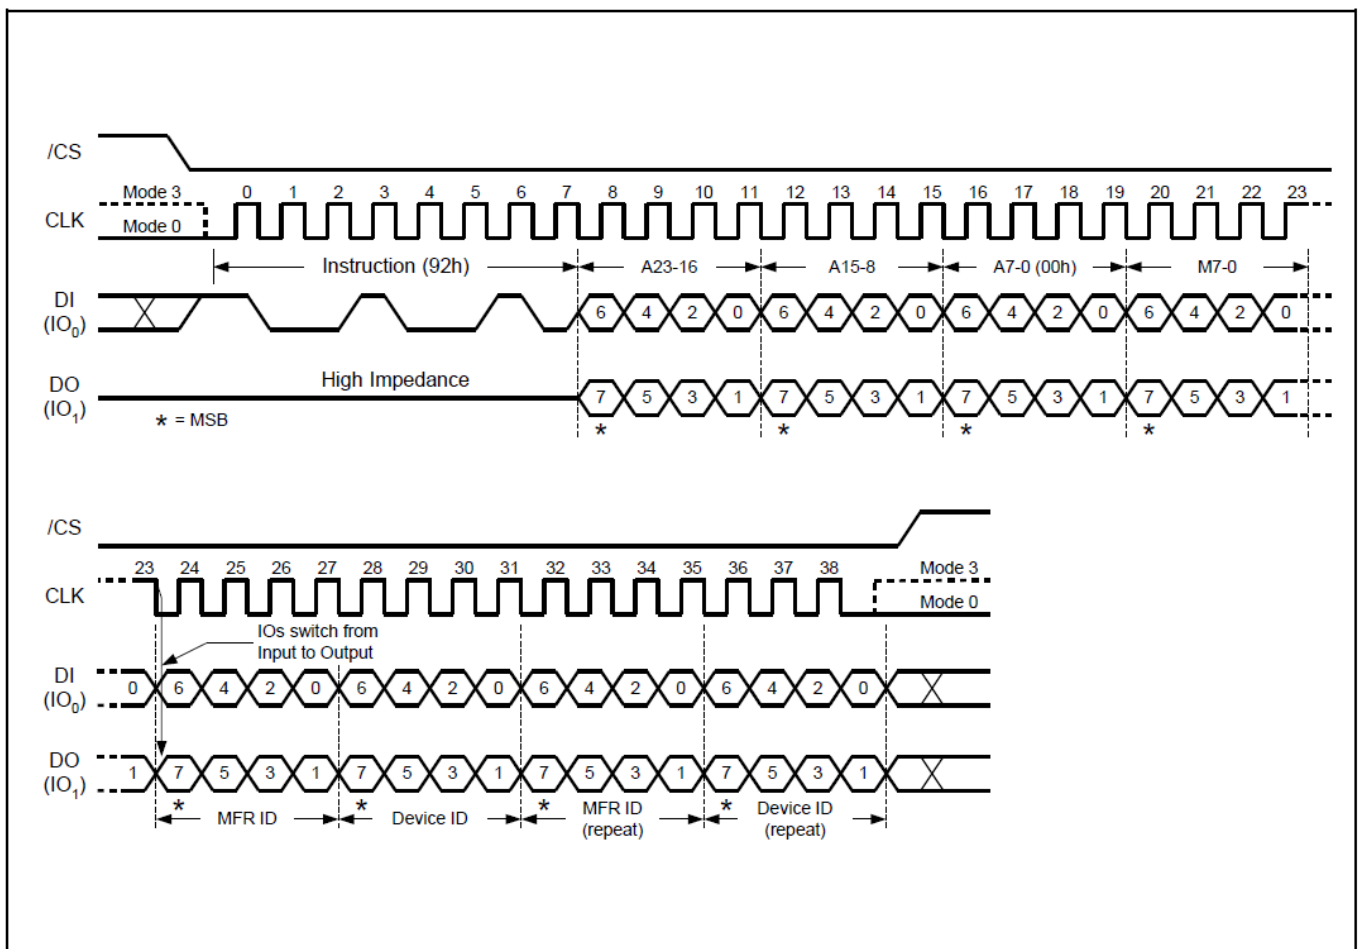 /CS
Mode 3 0 1 2 3 4 5 6 7 8 9 10 11 12 13 14 15 16 17 18 19 20 21 22 23
CLK
Mode 0
Instruction (92h) A23-16 A15-8 A7-0 (00h) M7-0
DI
(IO0) 6 4 2 0 6 4 2 0 6 4 2 0 6 4 2 0
High Impedance
DO
(IO1) 7 5 3 1 7 5 3 1 7 5 3 1 7 5 3 1
* = MSB * * * *
/CS
23 24 25 26 27 28 29 30 31 32 33 34 35 36 37 38 Mode 3
CLK
Mode 0
IOs switch from
Input to Output
DI
(IO0) 0 6 4 2 0 6 4 2 0 6 4 2 0 6 4 2 0
DO
(IO1) 1 7 5 3 1 7 5 3 1 7 5 3 1 7 5 3 1
* * * *
MFR ID Device ID MFR ID Device ID
(repeat) (repeat)